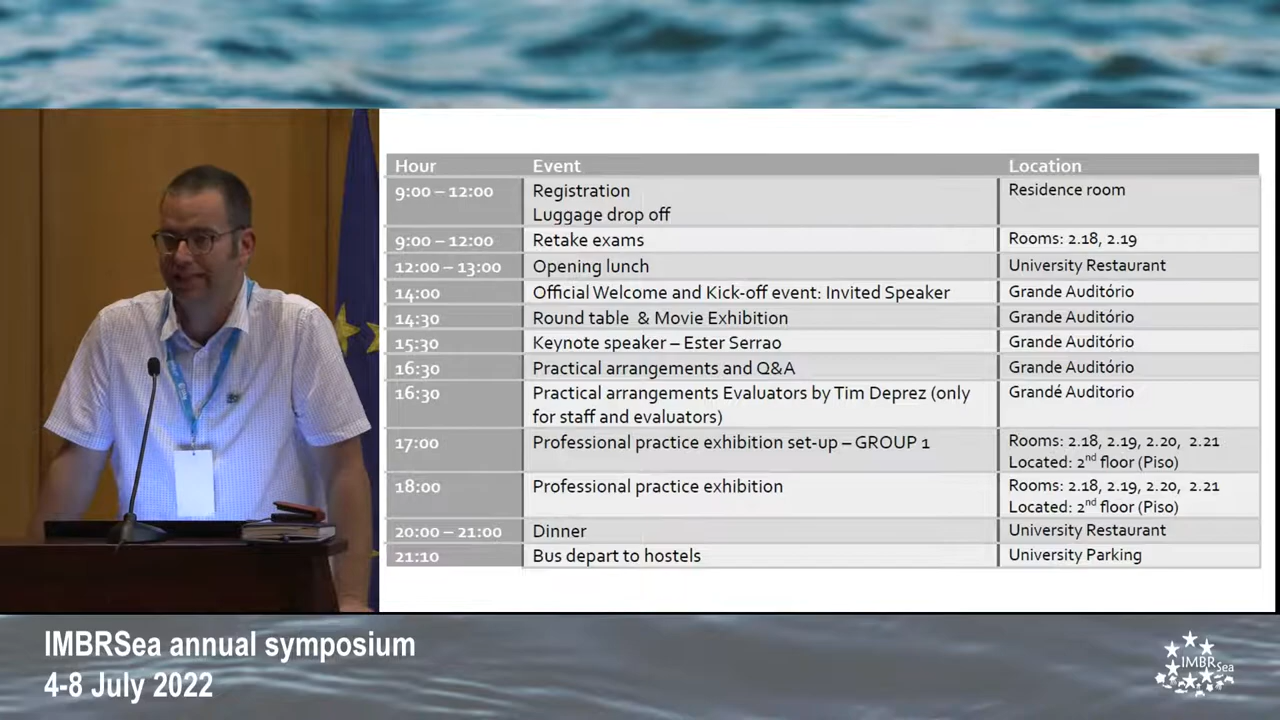 Hour Event Location
9:00 – 12:00 Registration Residence room
Luggage drop off
9:00 – 12:00 Retake exams Rooms: 2.18, 2.19
12:00 – 13:00 Opening lunch University Restaurant
14:00 Official Welcome and Kick-off event: Invited Speaker Grande Auditório
14:30 Round table & Movie Exhibition Grande Auditório
15:30 Keynote speaker – Ester Serrao Grande Auditório
16:30 Practical arrangements and Q&A Grande Auditório
16:30 Practical arrangements Evaluators by Tim Deprez (only Grandé Auditorio
for staff and evaluators)
17:00 Professional practice exhibition set-up – GROUP 1 Rooms: 2.18, 2.19, 2.20, 2.21
Located: 2nd floor (Piso)
18:00 Professional practice exhibition Rooms: 2.18, 2.19, 2.20, 2.21
Located: 2nd floor (Piso)
20:00 – 21:00 Dinner University Restaurant
21:10 Bus depart to hostels University Parking
IMBRSea annual symposium
4-8 July 2022
IMBRSea